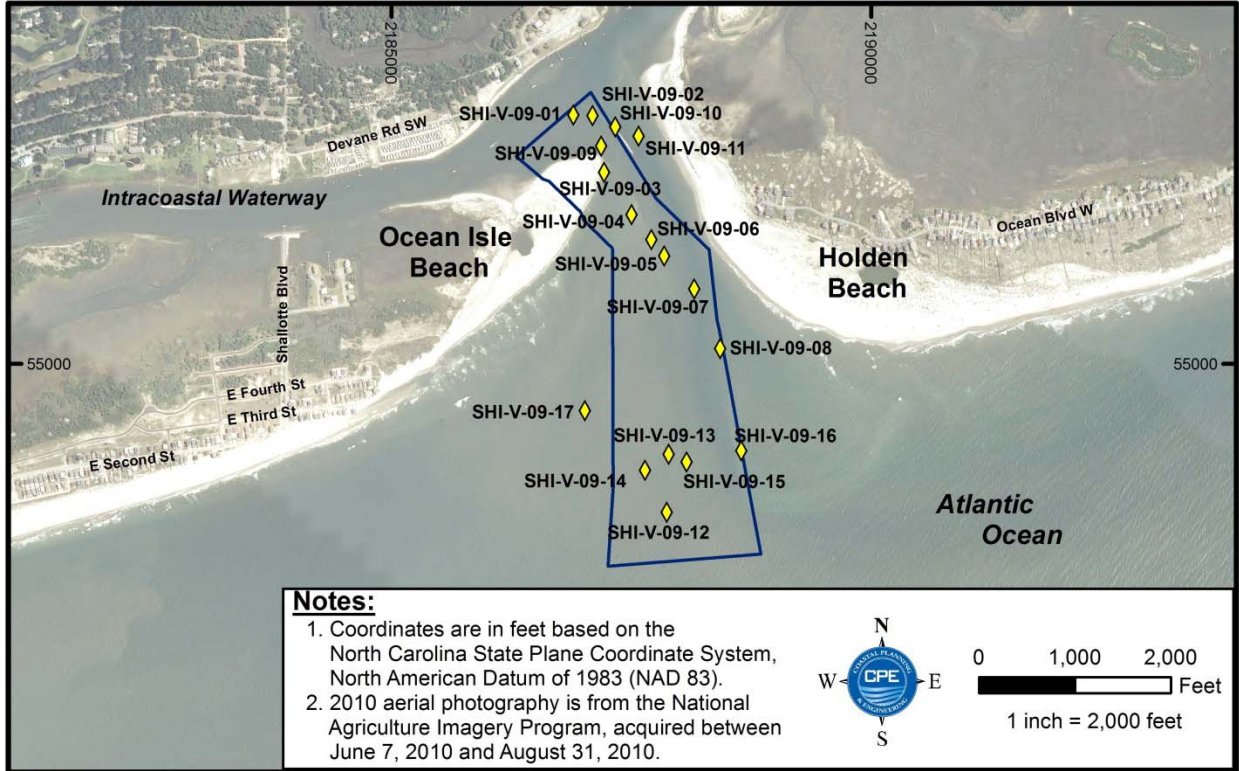 2185000
2190000
SHI-V-09-02
SHI-V-09-01
SHI-V-09-10
SHI-V-09-11
Devane Rd SW
SHI-V-09-09
SHI-V-09-03
Intracoastal Waterway
SHI-V-09-04
SHI-V-09-06
Ocean Blvd W
Ocean Isle
Beach
SHI-V-09-05
Holden
Beach
SHI-V-09-07
Shallotte Blvd
SHI-V-09-08
55000
55000
E Fourth St
E Third St
SHI-V-09-17
E Second St
SHI-V-09-13
SHI-V-09-16
SHI-V-09-14
SHI-V-09-15
SHI-V-09-12
Atlantic
Ocean
Notes:
1. Coordinates are in feet based on the
North Carolina State Plane Coordinate System,
North American Datum of 1983 (NAD 83).
2. 2010 aerial photography is from the National
Agriculture Imagery Program, acquired between
June 7, 2010 and August 31, 2010.
N
COASTAL PLANNING
CPE
& ENGINEERING
W
E
S
0 1,000 2,000
Feet
1 inch = 2,000 feet